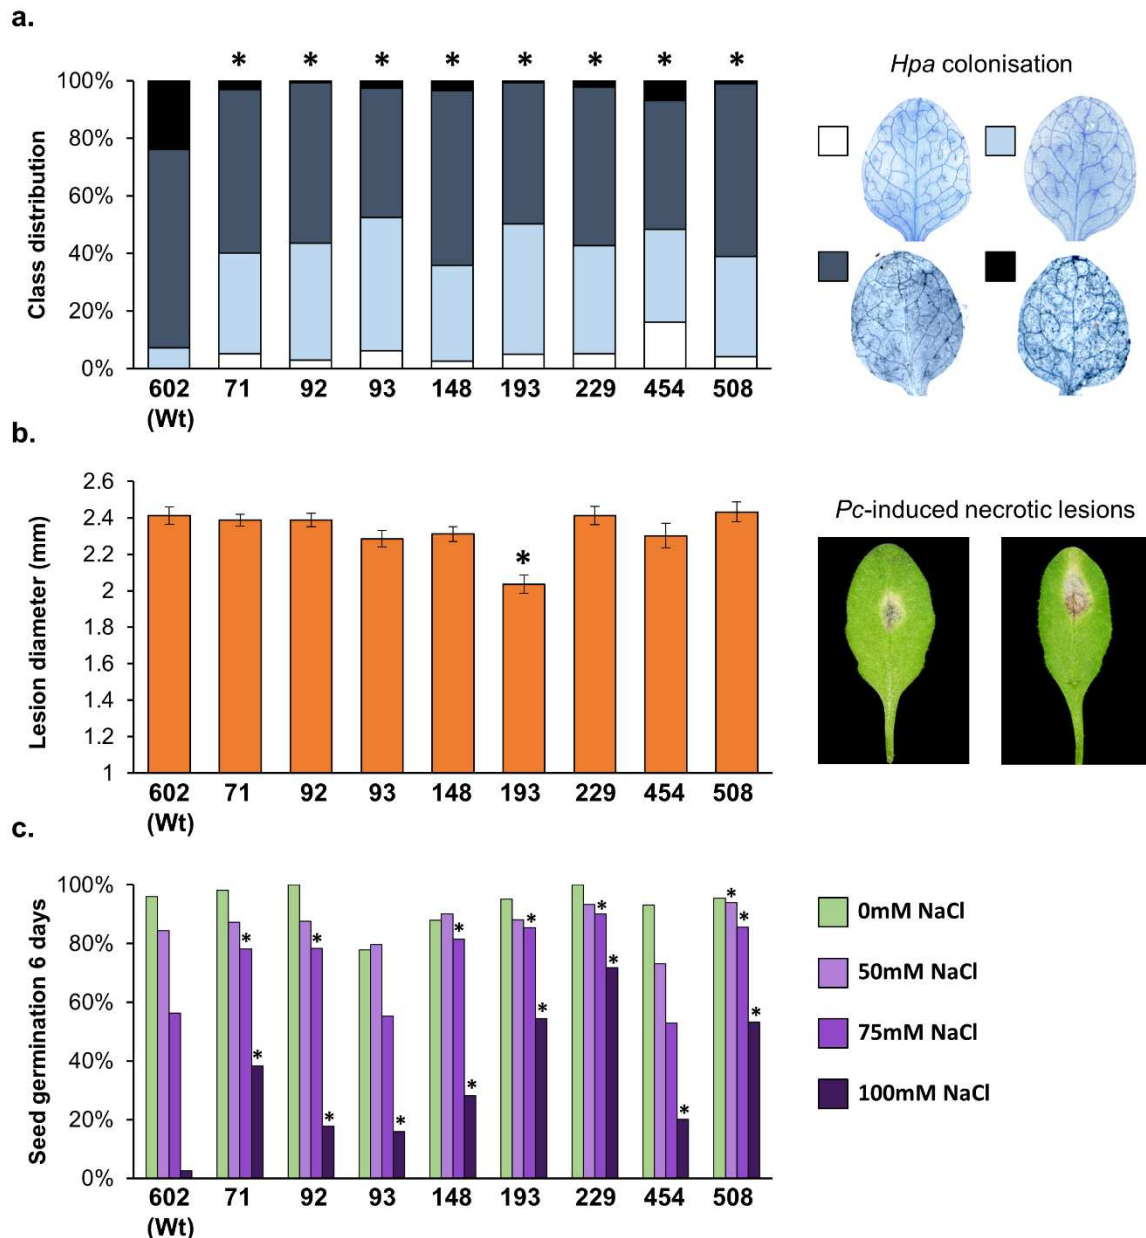 a.
* * * * * * * *
100%
80%
60%
40%
20%
0%
Class distribution
602 71 92 93 148 193 229 454 508
(Wt)
Hpa colonisation
b.
2.6
2.4
2.2
2
1.8
1.6
1.4
1.2
1
Lesion diameter (mm)
*
602 71 92 93 148 193 229 454 508
(Wt)
Pc-induced necrotic lesions
c.
100%
80%
60%
40%
20%
0%
Seed germination 6 days
* * * * * * * * * * * * * * *
602 71 92 93 148 193 229 454 508
(Wt)
0mM NaCl
50mM NaCl
75mM NaCl
100mM NaCl